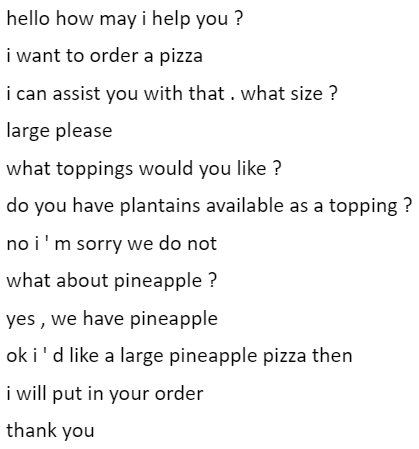 hello how may i help you ?
i want to order a pizza
i can assist you with that . what size ?
large please
what toppings would you like ?
do you have plantains available as a topping ?
no i ' m sorry we do not
what about pineapple ?
yes , we have pineapple
ok i ' d like a large pineapple pizza then
i will put in your order
thank you